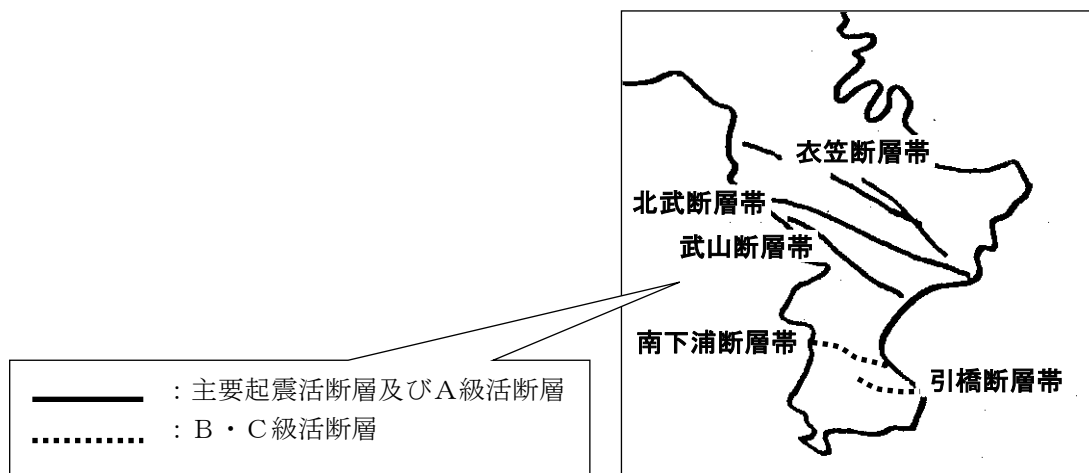 衣笠断層帯
北武断層帯
武山断層帯
南下浦断層帯
引橋断層帯
：主要起震活断層及びＡ級活断層
：Ｂ・Ｃ級活断層